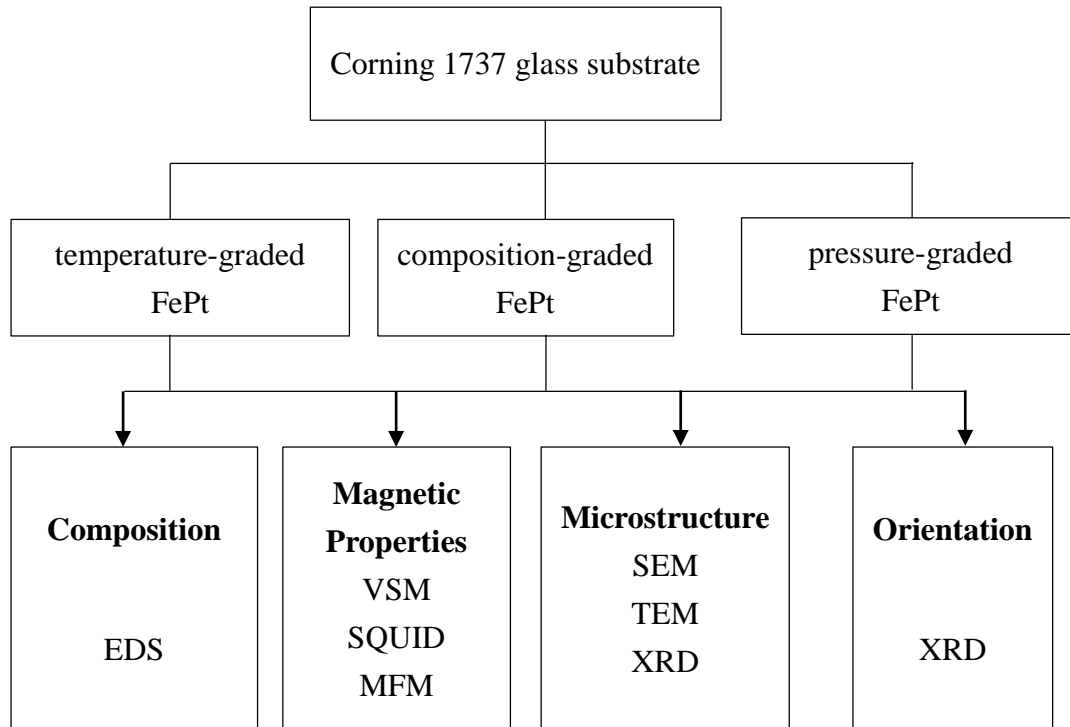 Corning 1737 glass substrate
temperature-graded
FePt
composition-graded
FePt
pressure-graded
FePt
Composition
EDS
Magnetic
Properties
VSM
SQUID
MFM
Microstructure
SEM
TEM
XRD
Orientation
XRD